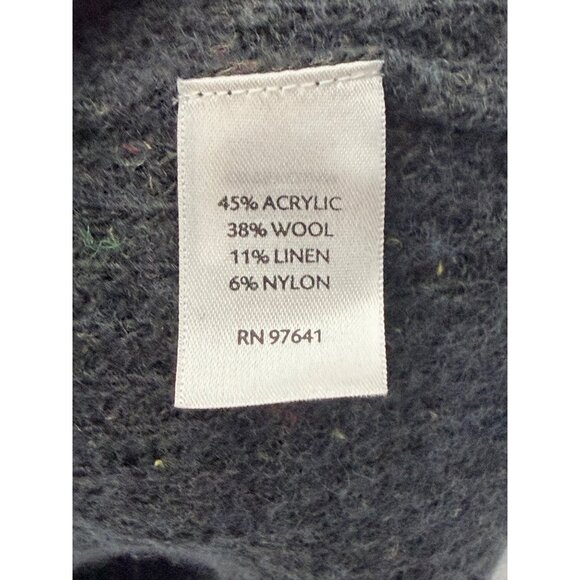 45% ACRYLIC
38% WOOL
11% LINEN
6% NYLON
RN 97641